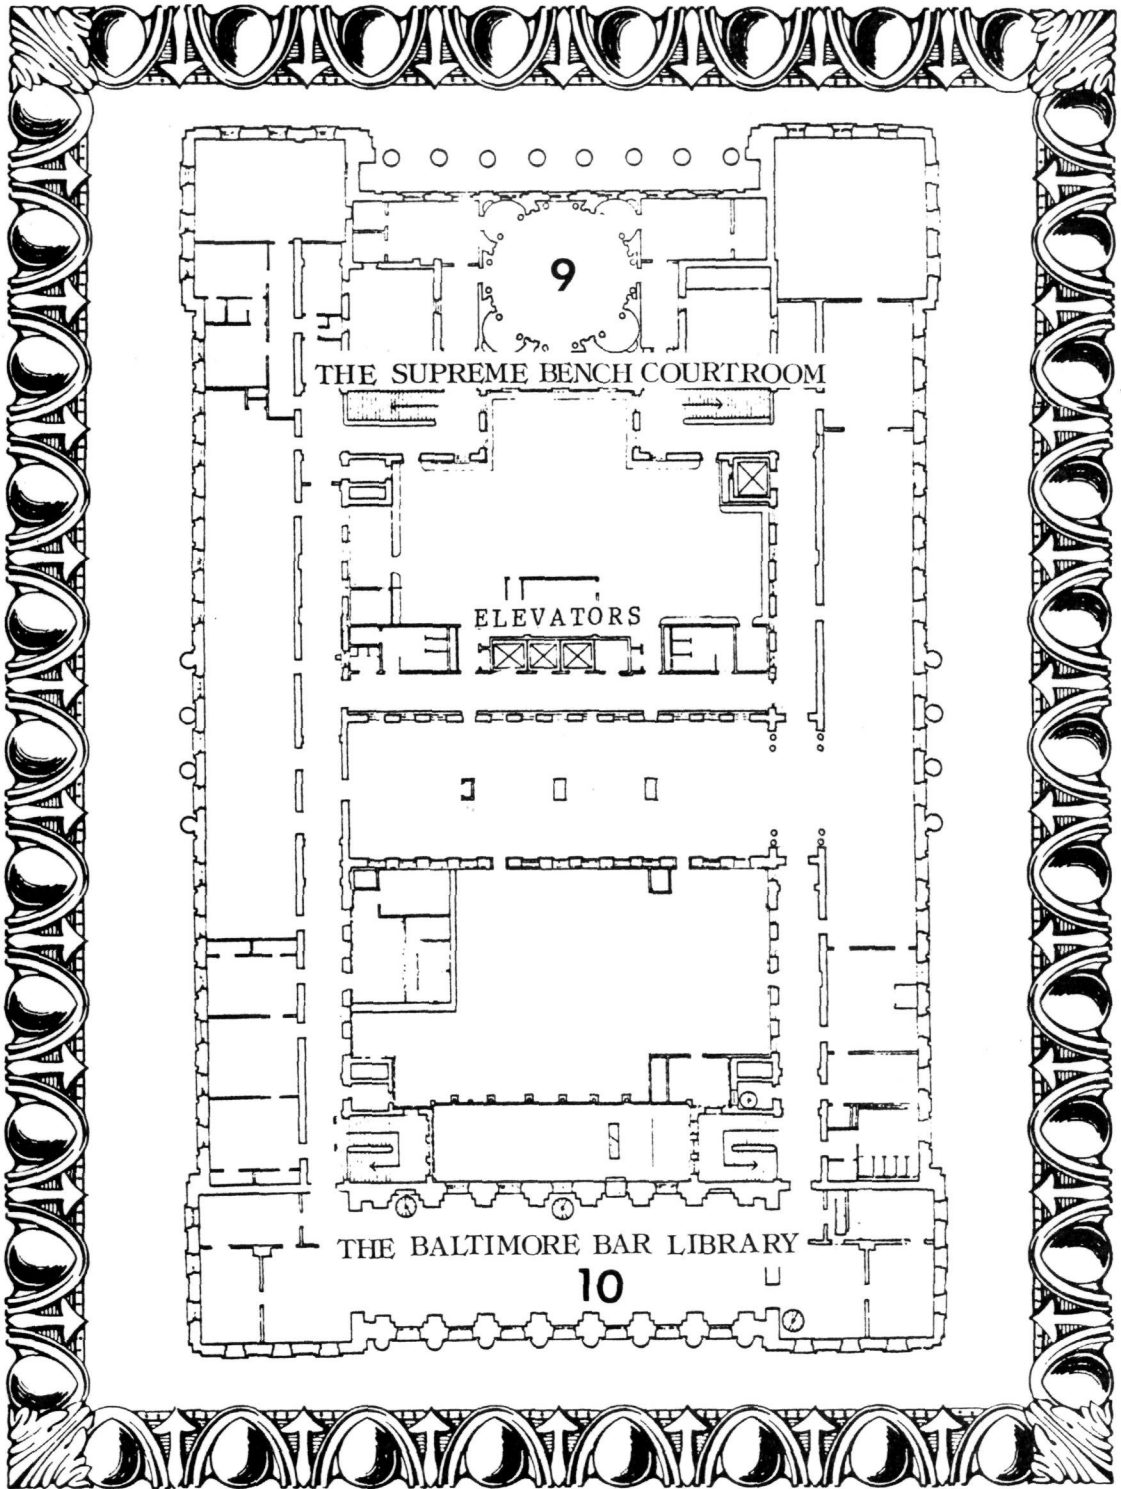 9
THE SUPREME BENCH COURTROOM
ELEVATORS
THE BALTIMORE BAR LIBRARY
10